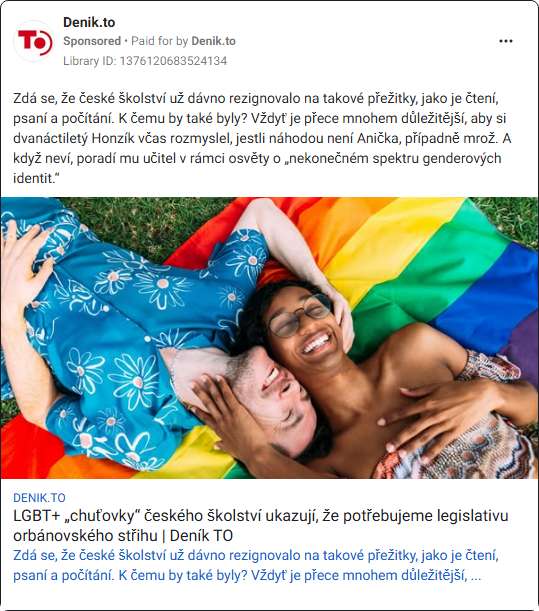 Denik.to
Sponsored • Paid for by Denik.to
Library ID: 1376120683524134
TO
Zdá se, že české školství už dávno rezignovalo na takové přežitky, jako je čtení,
psaní a počítání. K čemu by také byly? Vždyť je přece mnohem důležitější, aby si
dvanáctiletý Honzík včas rozmyslel, jestli náhodou není Anička, případně mrož. A
když neví, poradí mu učitel v rámci osvěty o „nekonečném spektru genderových
identit.“
DENIK.TO
LGBT+ „chuťovky“ českého školství ukazují, že potřebujeme legislativu
orbánovského střihu | Deník TO
Zdá se, že české školství už dávno rezignovalo na takové přežitky, jako je čtení,
psaní a počítání. K čemu by také byly? Vždyť je přece mnohem důležitější, ...